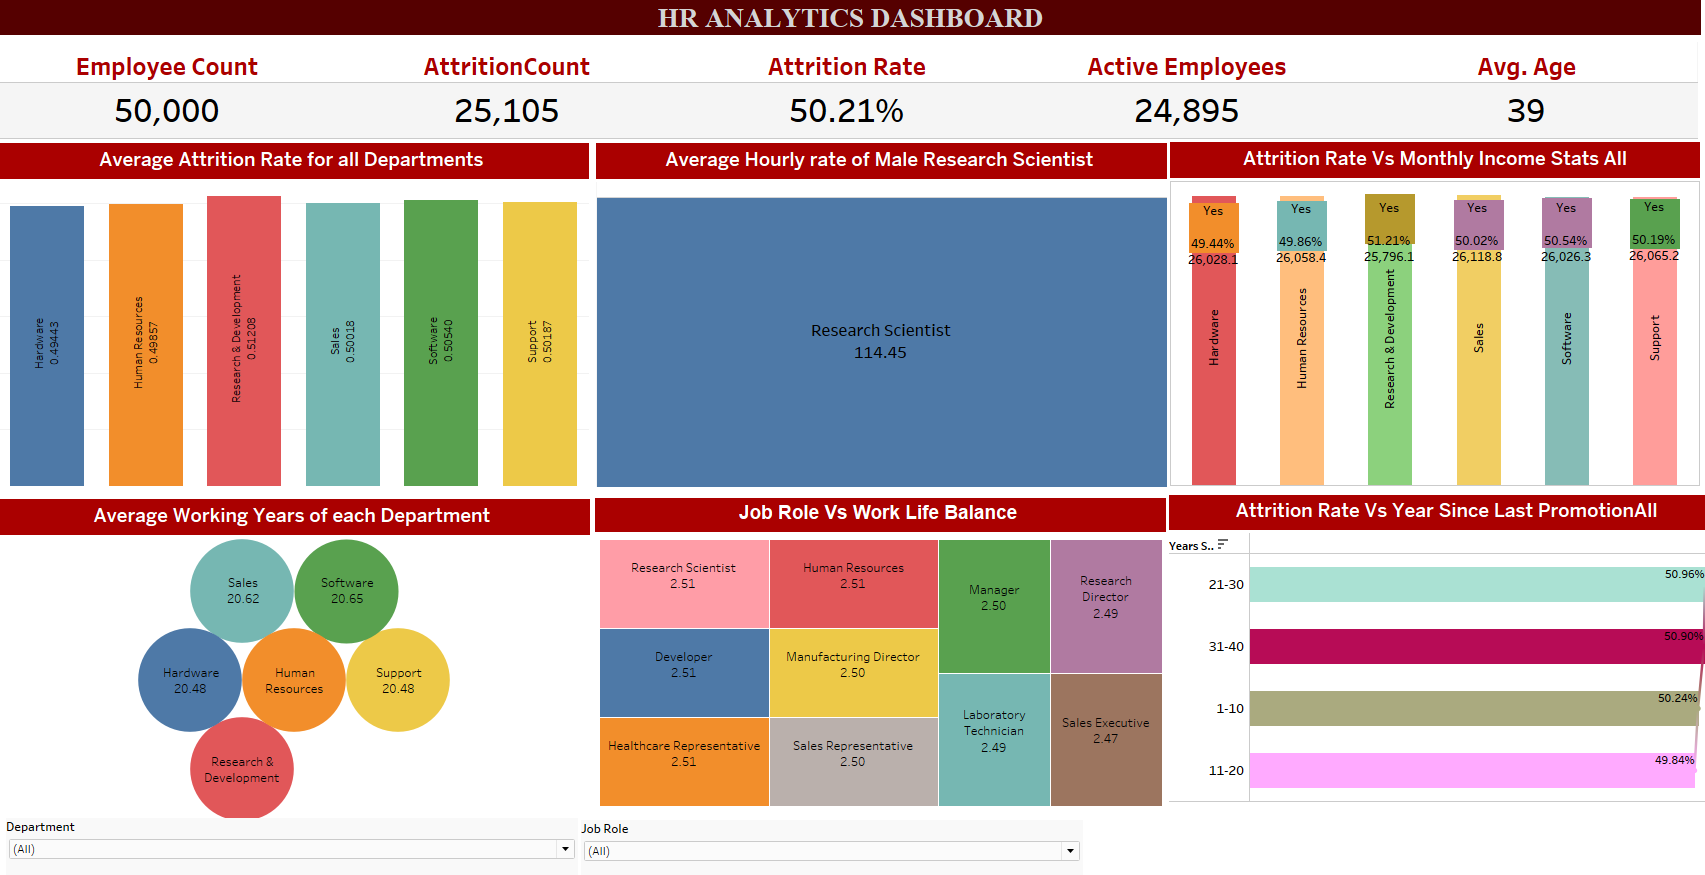 HR ANALYTICS DASHBOARD
Employee Count
AttritionCount
Attrition Rate
Active Employees
Avg. Age
50,000
25,105
50.21%
24,895
39
Average Attrition Rate for all Departments
Hardware
0.49443
Human Resources
0.49857
Research & Development
0.51208
Sales
0.50018
Software
0.50540
Support
0.50187
Average Hourly rate of Male Research Scientist
Research Scientist
114.45
Attrition Rate Vs Monthly Income Stats All
Yes
49.44%
26,028.1
Hardware
Yes
49.86%
26,058.4
Human Resources
Yes
51.21%
25,796.1
Research & Development
Yes
50.02%
26,118.8
Sales
Yes
50.54%
26,026.3
Software
Yes
50.19%
26,065.2
Support
Average Working Years of each Department
Sales
20.62
Software
20.65
Hardware
20.48
Human
Resources
Support
20.48
Research &
Development
Job Role Vs Work Life Balance
Research Scientist
2.51
Human Resources
2.51
Manager
2.50
Research
Director
2.49
Developer
2.51
Manufacturing Director
2.50
Laboratory
Technician
2.49
Sales Executive
2.47
Healthcare Representative
2.51
Sales Representative
2.50
Attrition Rate Vs Year Since Last PromotionAll
Years S..
21-30
50.96%
31-40
50.90%
1-10
50.24%
11-20
49.84%
Department
(All)
Job Role
(All)